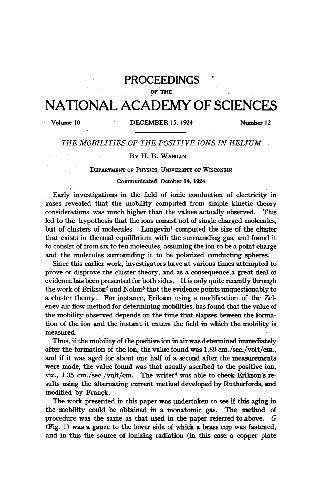 PROCEEDINGS
OF THE
NATIONAL ACADEMY OF SCIENCES
Volume 10 DECEMBER 15, 1924 Number 12
THE MOBILITIES OF THE POSITIVE IONS IN HELIUM.
BY H. B. WAHLIN
DEPARTMENT OF PHYSICS, UNIVERSITY OF WISCONSIN
Communicated October 14, 1924
Early investigations in the field of ionic conduction of electricity in
gases revealed that the mobility computed from simple kinetic theory
considerations was much higher than the values actually observed. This
led to the hypothesis that the ions consist not of single charged molecules,
but of clusters of molecules. Langevin¹ computed the size of the cluster
that exists in thermal equilibrium with the surrounding gas, and found it
to consist of from six to ten molecules, assuming the ion to be a point charge
and the molecules surrounding it to be polarized conducting spheres.
Since this earlier work, investigators have at various times attempted to
prove or disprove the cluster theory, and as a consequence a great deal of
evidence has been presented for both sides. It is only quite recently through
the work of Erikson² and Nolan³ that the evidence points unquestionably to
a cluster theory. For instance, Erikson using a modification of the Zel-
eny air flow method for determining mobilities, has found that the value of
the mobility observed depends on the time that elapses beween the forma-
tion of the ion and the instant it enters the field in which the mobility is
measured.
Thus, if the mobility of the positive ion in air was determined immediately
after the formation of the ion, the value found was 1.89 cm./sec./volt/cm.,
and if it was aged for about one half of a second after the measurements
were made, the value found was that usually ascribed to the positive ion,
viz., 1.35 cm./sec /volt/cm. The writer⁴ was able to check Erikson's re-
sults using the alternating current method developed by Rutherfords, and
modified by Franck.
The work presented in this paper was undertaken to see if this aging in
the mobility could be obtained in a monatomic gas. The method of
procedure was the same as that used in the paper referred to above. G
(Fig. 1) was a gauze to the lower side of which a brass cup was fastened,
and in this the source of ionizing radiation (in this case a copper plate